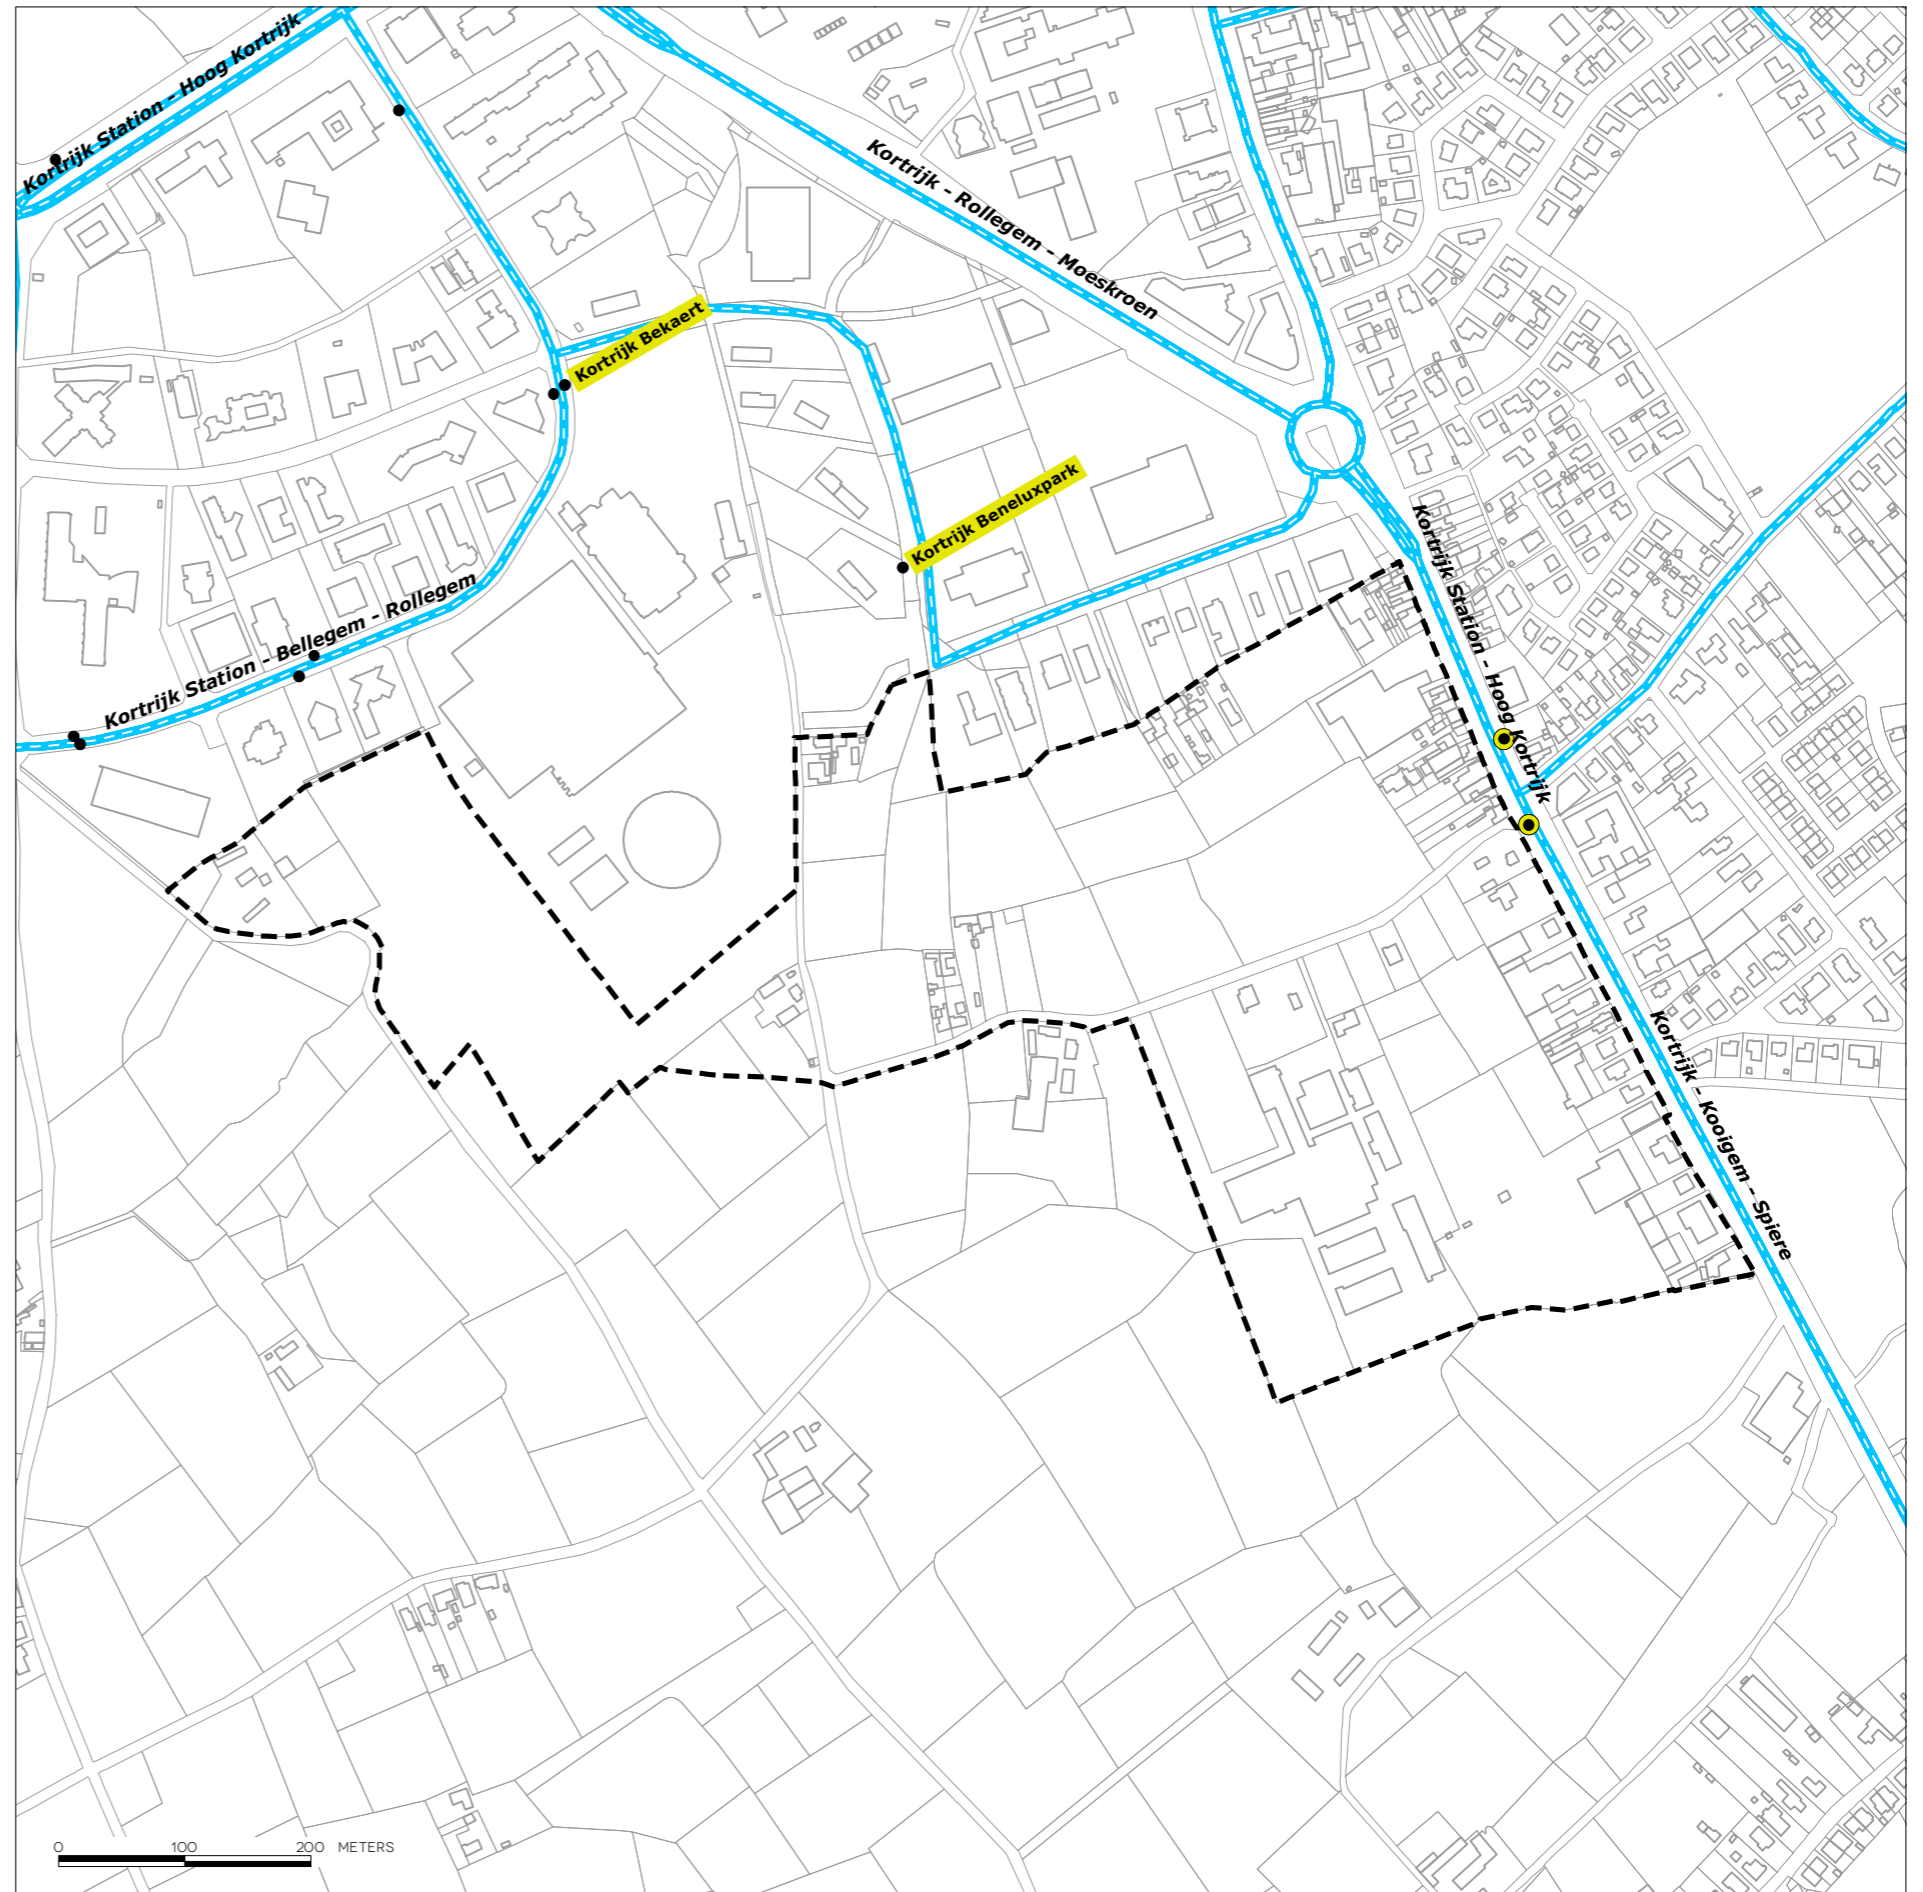 Kortrijk Station - Hoog Kortrijk
Kortrijk - Rollegem - Moeskroen
Kortrijk Bekaert
Kortrijk Beneluxpark
Kortrijk Station - Hoog Kortrijk
Kortrijk Station - Bellegem - Rollegem
Kortrijk - Kooigem - Spiere
0 100 200 METERS